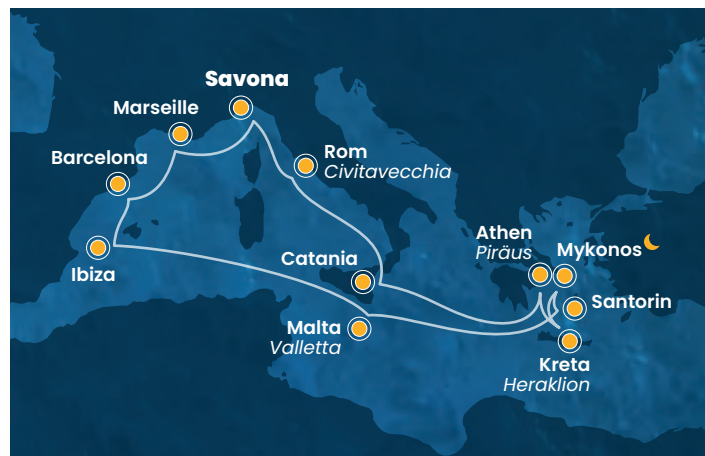 Savona
Marseille
Rom
Civitavecchia
Barcelona
Athen
Piräus
Mykonos
Catania
Ibiza
Santorin
Malta
Valletta
Kreta
Heraklion